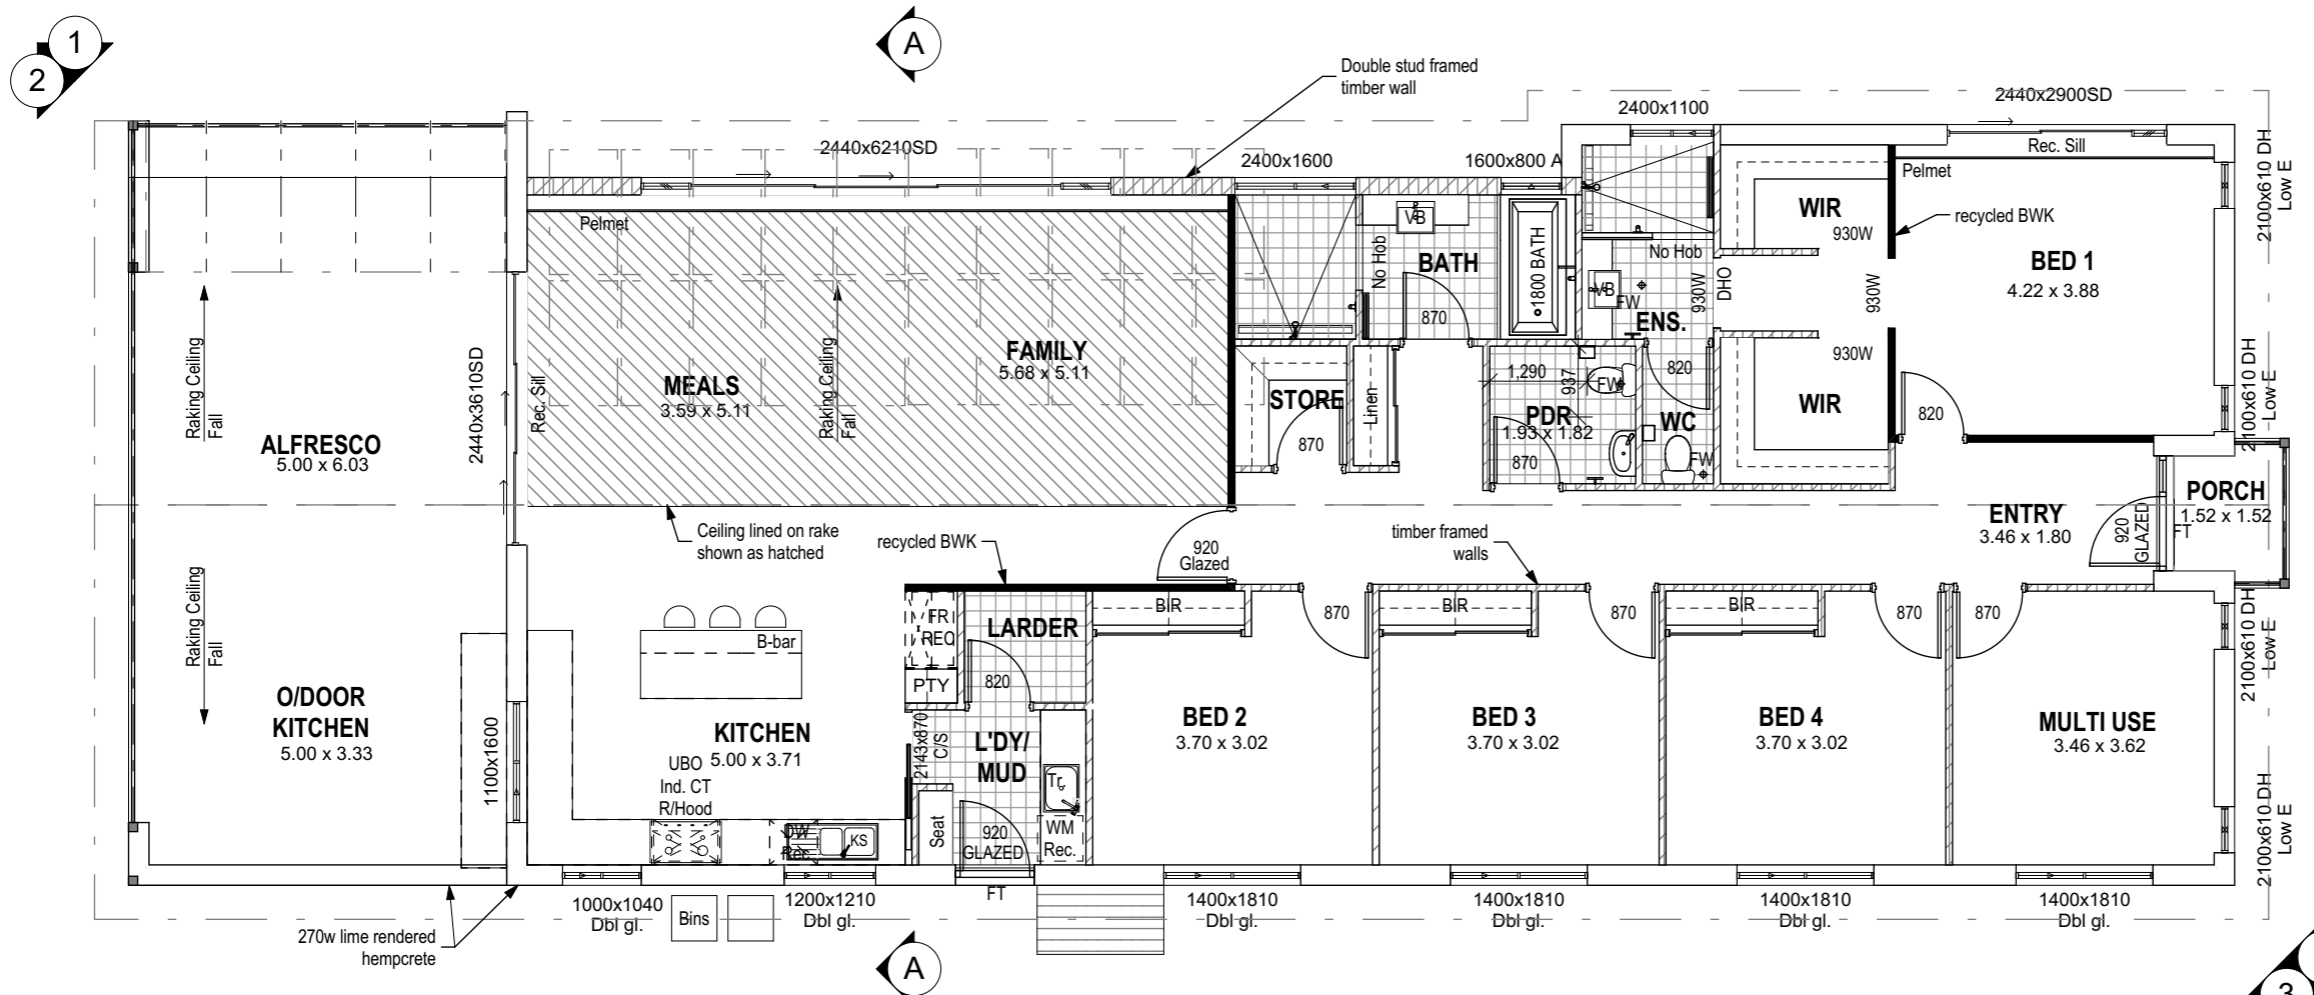 1
2
A
Double stud framed
timber wall
2440x6210SD
2400x1600
1600x800 A
2400x1100
2440x2900SD
Rec. Sill
Pelmet
2100x610 DH
Low E
Pelmet
VB
No Hob
BATH
870
1800 BATH
No Hob
VB
FW
ENS.
930W
DHO
WIR
930W
recycled BWK
930W
BED 1
4.22 x 3.88
930W
WIR
820
2100x610 DH
Low E
Raking Ceiling
Fall
ALFRESCO
5.00 x 6.03
2440x3610SD
Rec. Sill
MEALS
3.59 x 5.11
Raking Ceiling
Fall
FAMILY
5.68 x 5.11
STORE
870
Linen
1,290
937
FW
PDR
1.93 x 1.82
870
820
WC
FW
Ceiling lined on rake
shown as hatched
recycled BWK
920
Glazed
timber framed
walls
ENTRY
3.46 x 1.80
920
GLAZED
PORCH
1.52 x 1.52
FT
Raking Ceiling
Fall
O/DOOR
KITCHEN
5.00 x 3.33
1100x1600
B-bar
KITCHEN
5.00 x 3.71
UBO
Ind. CT
R/Hood
DW
Rec.
KS
FR
REC
PTY
LARDER
820
2143x870
C/S
L'DY/
MUD
Seat
920
GLAZED
Tr.
WM
Rec.
BIR
870
BED 2
3.70 x 3.02
BIR
870
BED 3
3.70 x 3.02
BIR
870
BED 4
3.70 x 3.02
870
MULTI USE
3.46 x 3.62
2100x610 DH
Low E
2100x610 DH
Low E
270w lime rendered
hempcrete
1000x1040
Dbl gl.
Bins
1200x1210
Dbl gl.
FT
1400x1810
Dbl gl.
1400x1810
Dbl gl.
1400x1810
Dbl gl.
1400x1810
Dbl gl.
A
3